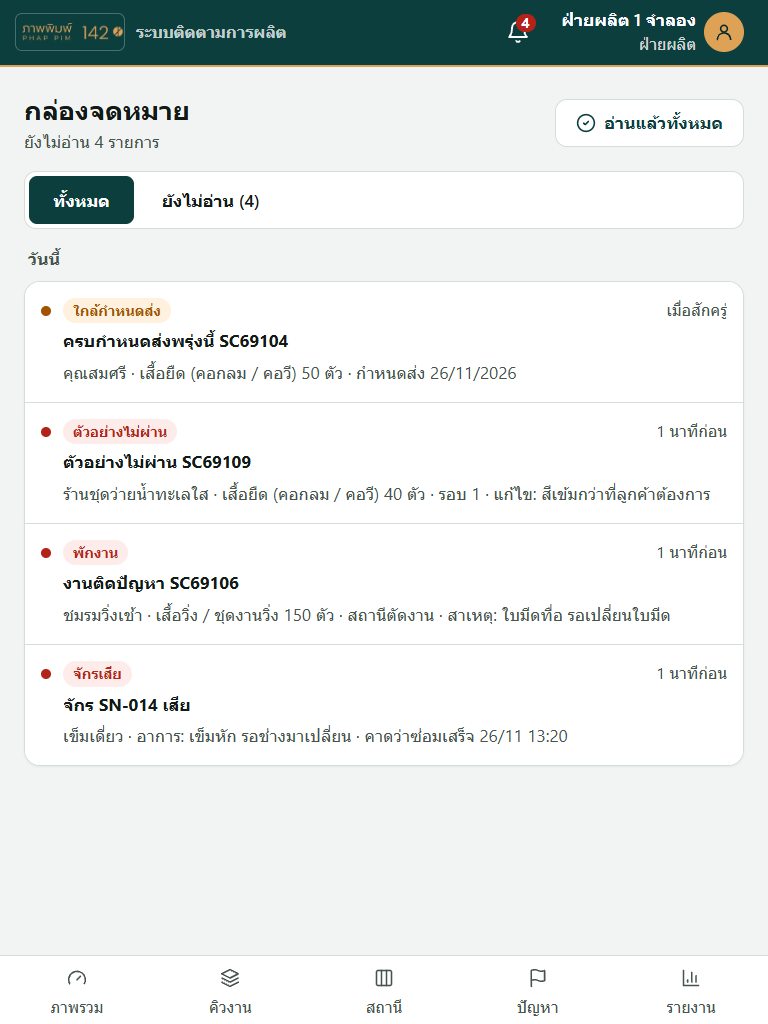 ภาพพิมพ์ 142
PHAP PIM
ระบบติดตามการผลิต
4
ฝ่ายผลิต 1 จำลอง
ฝ่ายผลิต
กล่องจดหมาย
ยังไม่อ่าน 4 รายการ
อ่านแล้วทั้งหมด
ทั้งหมด
ยังไม่อ่าน (4)
วันนี้
ใกล้กำหนดส่ง
เมื่อสักครู่
ครบกำหนดส่งพรุ่งนี้ SC69104
คุณสมศรี · เสื้อยืด (คอกลม / คอวี) 50 ตัว · กำหนดส่ง 26/11/2026
ตัวอย่างไม่ผ่าน
1 นาทีก่อน
ตัวอย่างไม่ผ่าน SC69109
ร้านชุดว่ายน้ำทะเลใส · เสื้อยืด (คอกลม / คอวี) 40 ตัว · รอบ 1 · แก้ไข: สีเข้มกว่าที่ลูกค้าต้องการ
พักงาน
1 นาทีก่อน
งานติดปัญหา SC69106
ชมรมวิ่งเช้า · เสื้อวิ่ง / ชุดงานวิ่ง 150 ตัว · สถานีตัดงาน · สาเหตุ: ใบมีดทื่อ รอเปลี่ยนใบมีด
จักรเสีย
1 นาทีก่อน
จักร SN-014 เสีย
เข็มเดี่ยว · อาการ: เข็มหัก รอช่างมาเปลี่ยน · คาดว่าซ่อมเสร็จ 26/11 13:20
ภาพรวม
คิวงาน
สถานี
ปัญหา
รายงาน